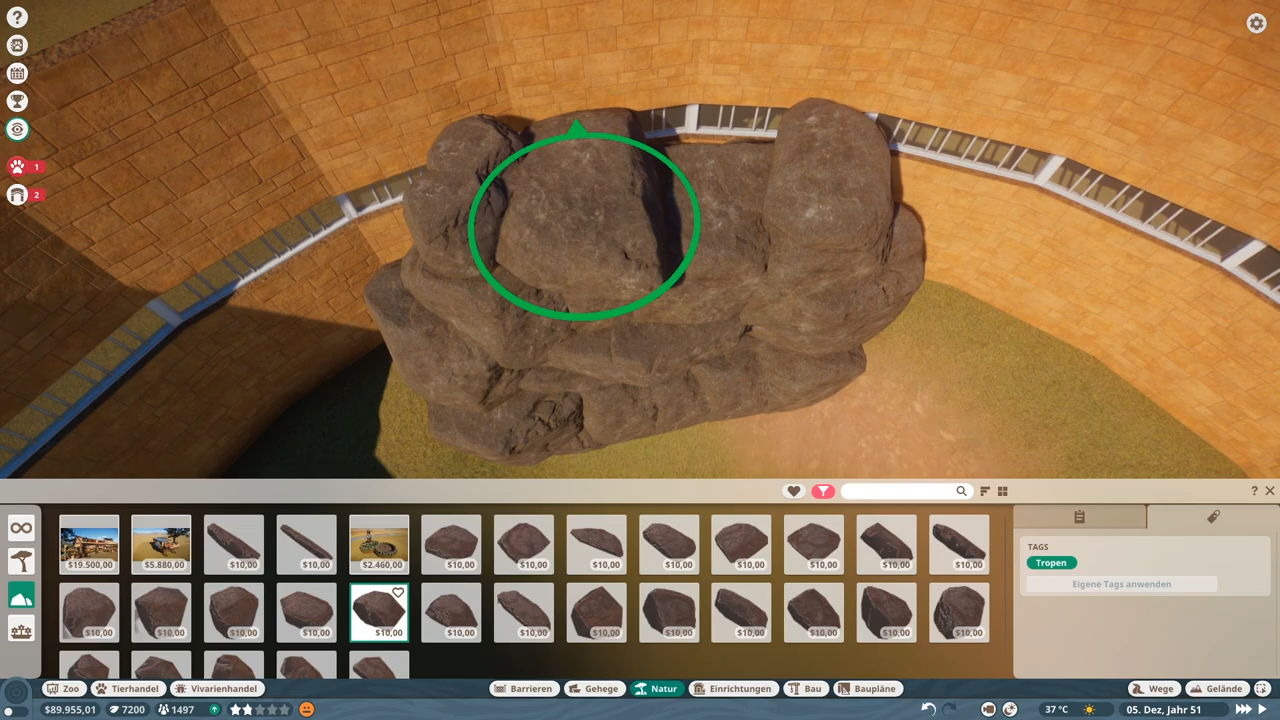 ?
1
2
? ✕
$19.500,00 $5.880,00 $10,00 $10,00 $2.460,00 $10,00 $10,00 $10,00 $10,00 $10,00 $10,00 $10,00 $10,00
$10,00 $10,00 $10,00 $10,00 $10,00 $10,00 $10,00 $10,00 $10,00 $10,00 $10,00 $10,00 $10,00
TAGS
Tropen
Eigene Tags anwenden
Zoo Tierhandel Vivarienhandel Barrieren Gehege Natur Einrichtungen Bau Baupläne Wege Gelände
$89.955,01 7200 1497 37 °C 05. Dez, Jahr 51